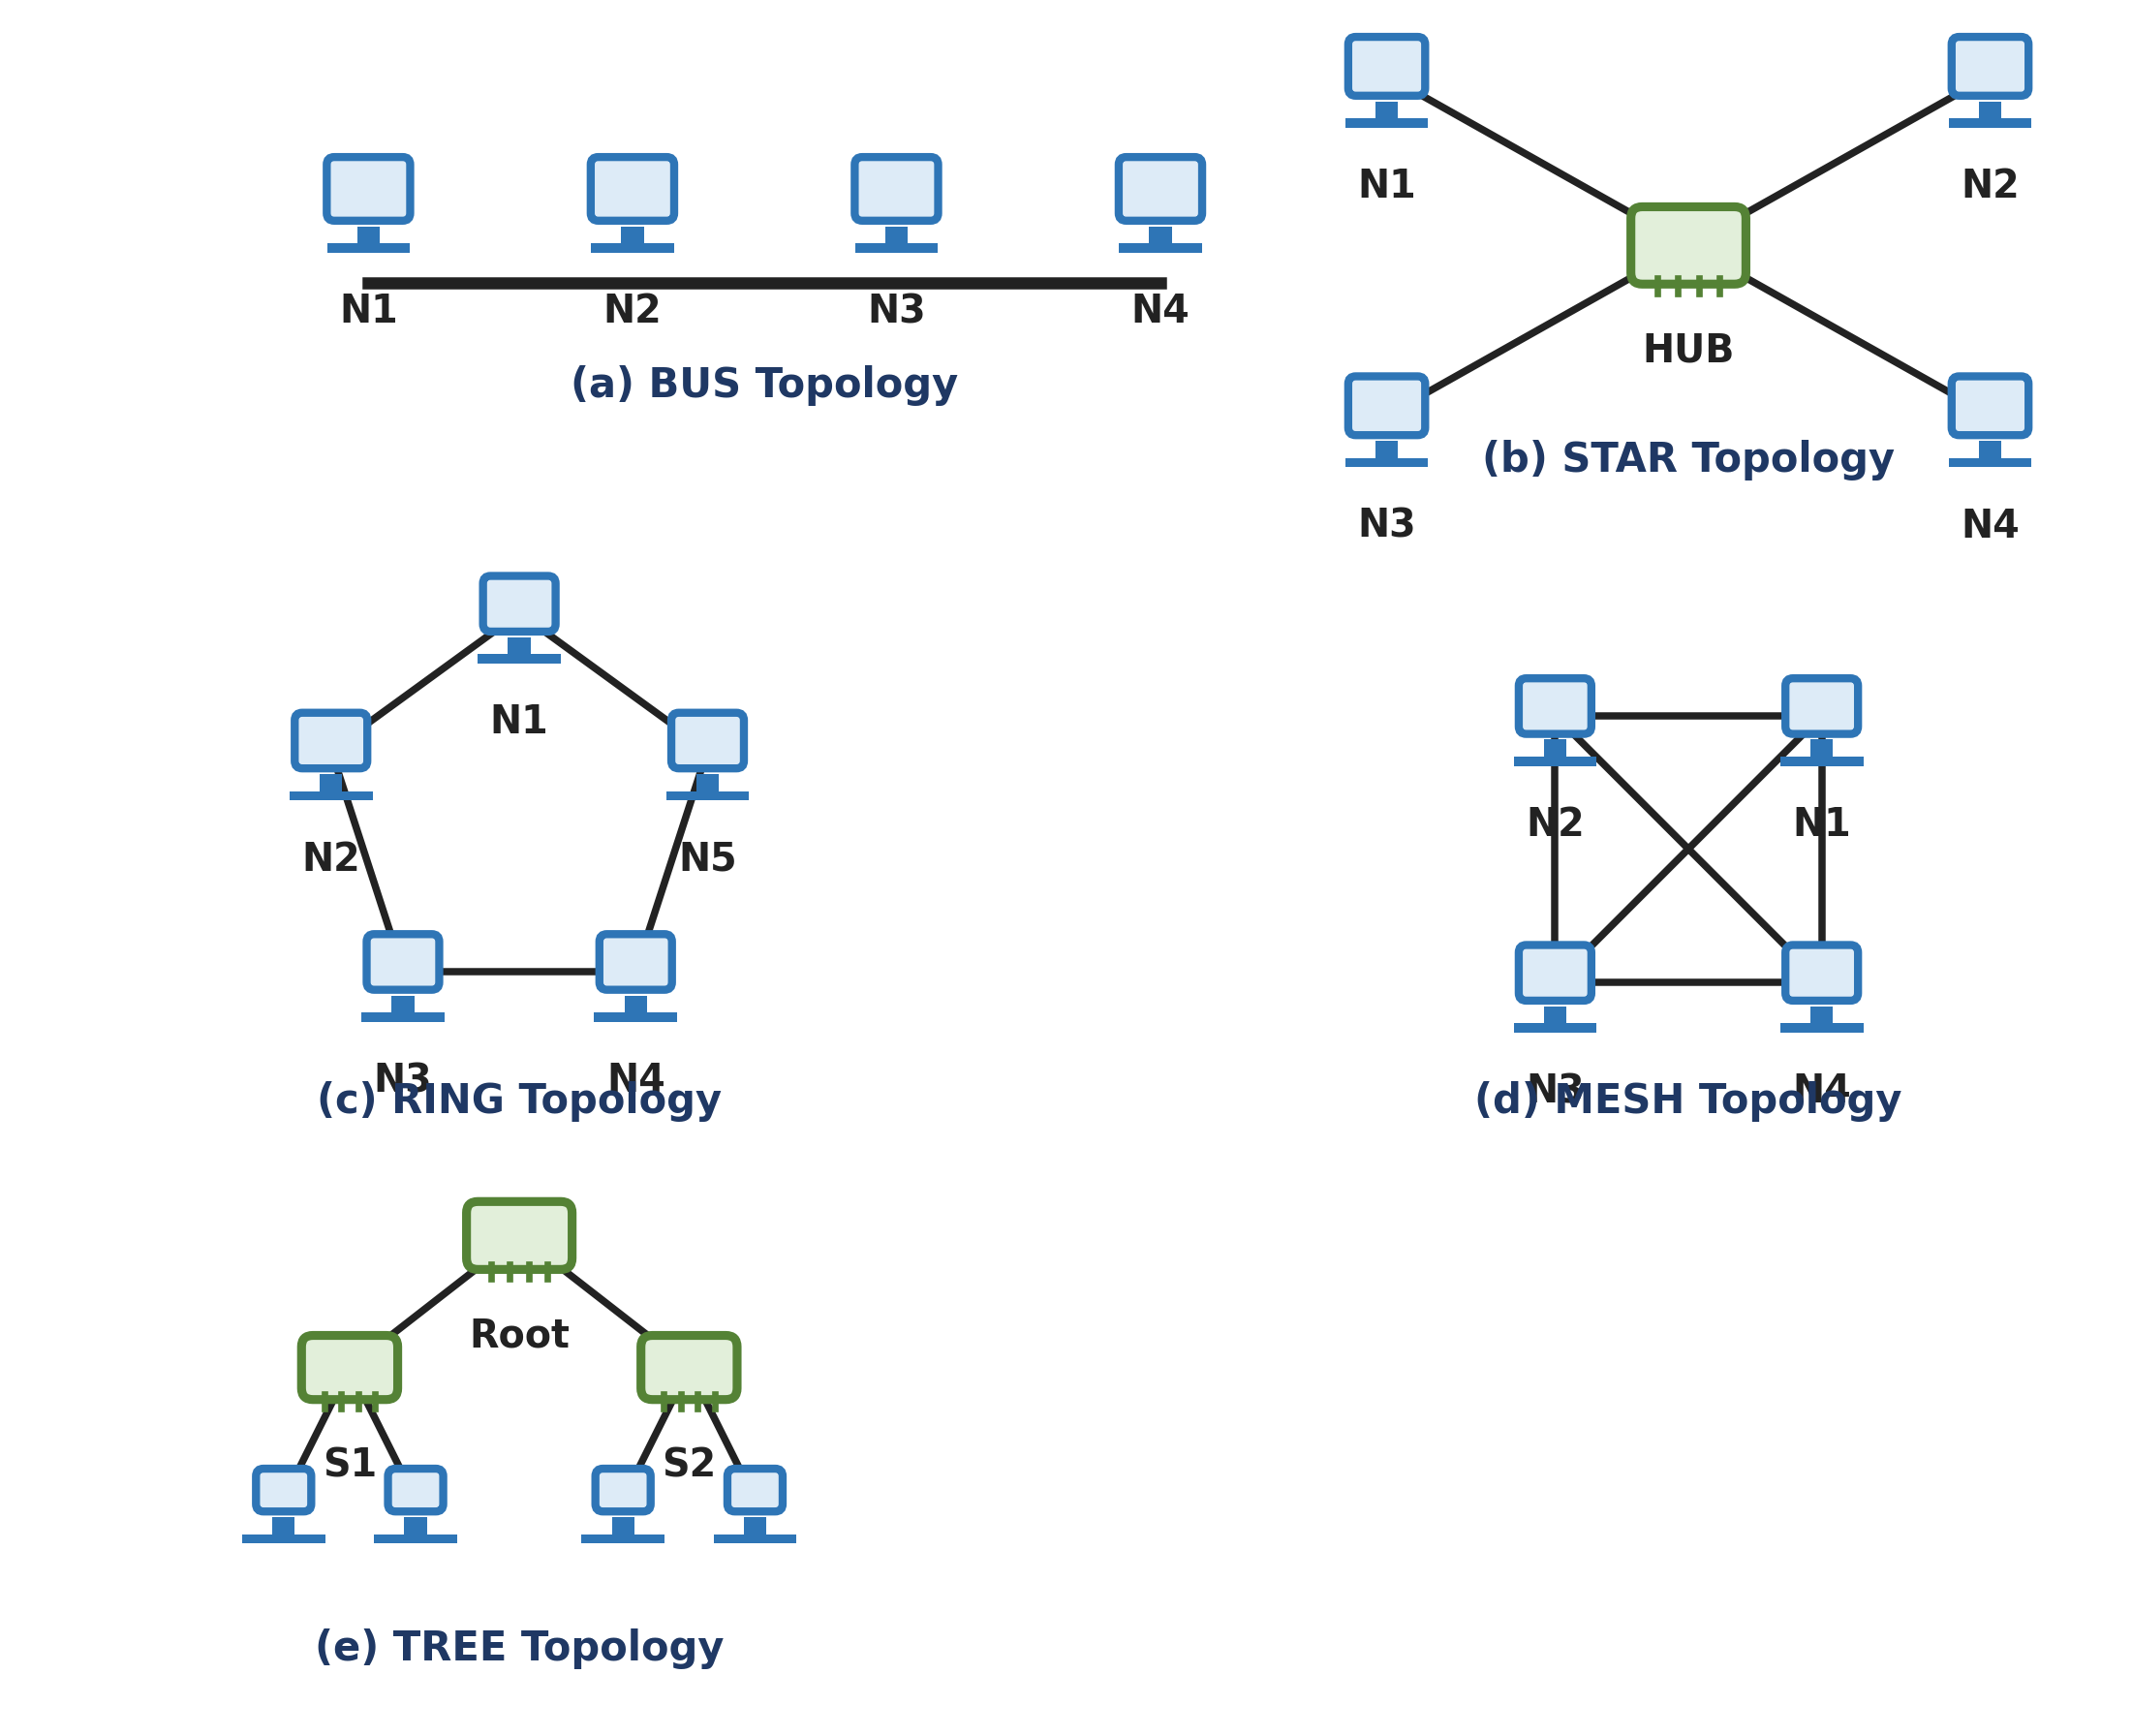 N1 N2 N3 N4
(a) BUS Topology
N1 N2
HUB
(b) STAR Topology
N3 N4
N1
N2 N5
N3 N4
(c) RING Topology
N2 N1
N3 N4
(d) MESH Topology
Root
S1 S2
(e) TREE Topology